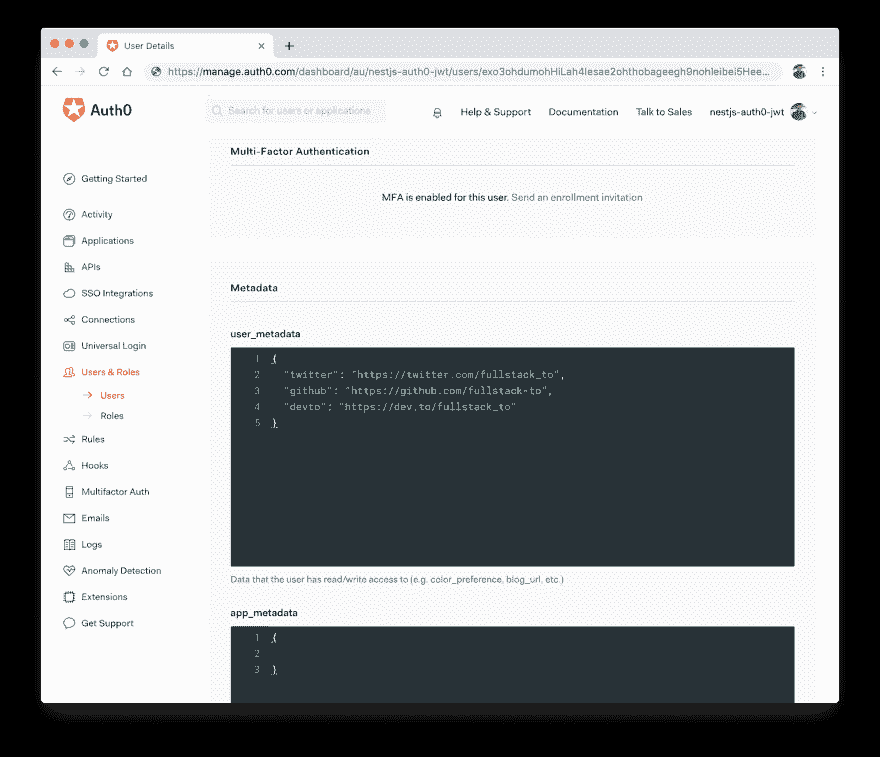 User Details
https://manage.auth0.com/dashboard/au/nestjs-auth0-jwt/users/exo3ohdumohHiLah4Iesae2ohthobageegh9nohleibei5Hee...
Auth0
Search for users or applications
Help & Support
Documentation
Talk to Sales
nestjs-auth0-jwt
Getting Started
Activity
Applications
APIs
SSO Integrations
Connections
Universal Login
Users & Roles
Users
Roles
Rules
Hooks
Multifactor Auth
Emails
Logs
Anomaly Detection
Extensions
Get Support
Multi-Factor Authentication
MFA is enabled for this user. Send an enrollment invitation
Metadata
user_metadata
1 {
2 "twitter": "https://twitter.com/fullstack_to",
3 "github": "https://github.com/fullstack-to",
4 "devto": "https://dev.to/fullstack_to"
5 }
Data that the user has read/write access to (e.g. color_preference, blog_url, etc.)
app_metadata
1 {
2
3 }